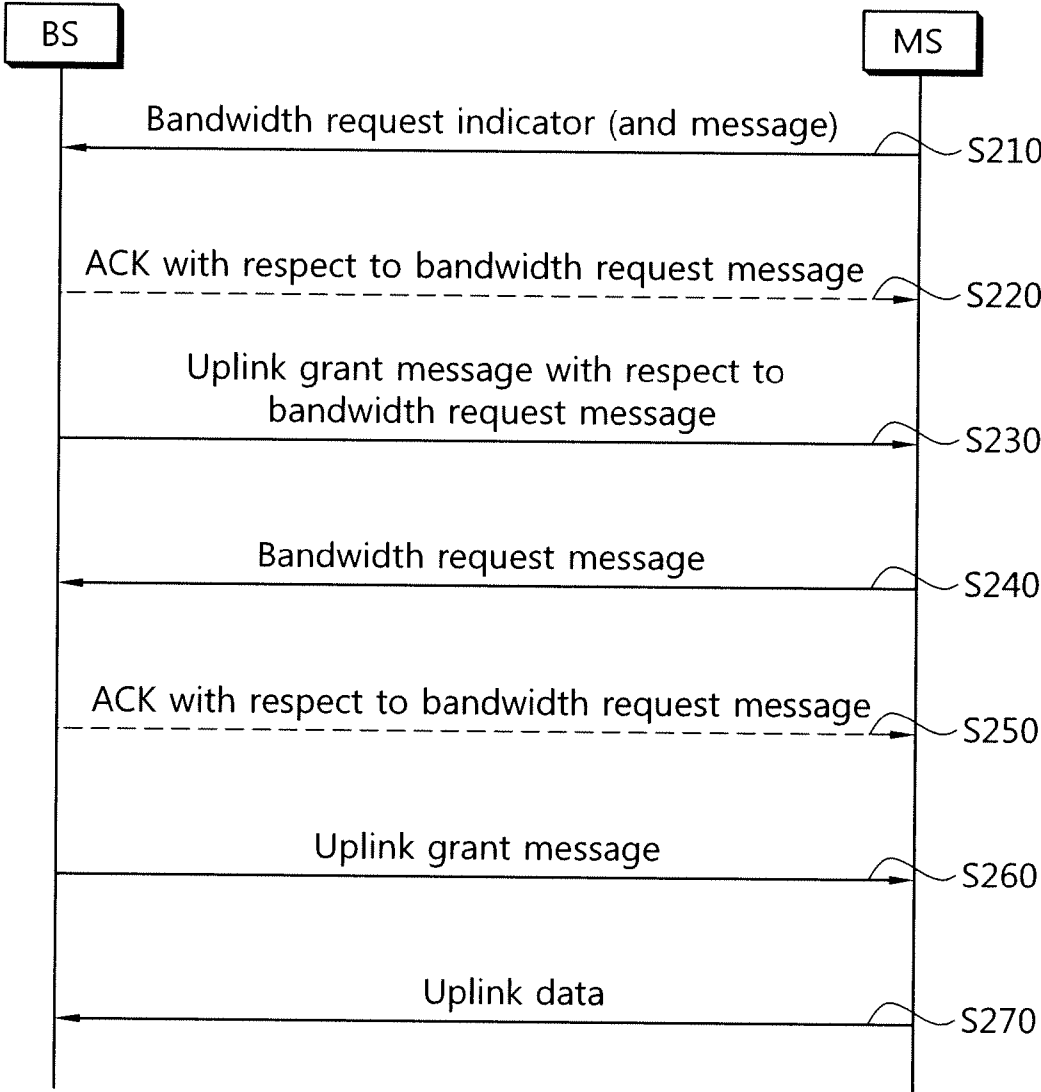 BS
MS
Bandwidth request indicator (and message)
S210
ACK with respect to bandwidth request message
S220
Uplink grant message with respect to
bandwidth request message
S230
Bandwidth request message
S240
ACK with respect to bandwidth request message
S250
Uplink grant message
S260
Uplink data
S270